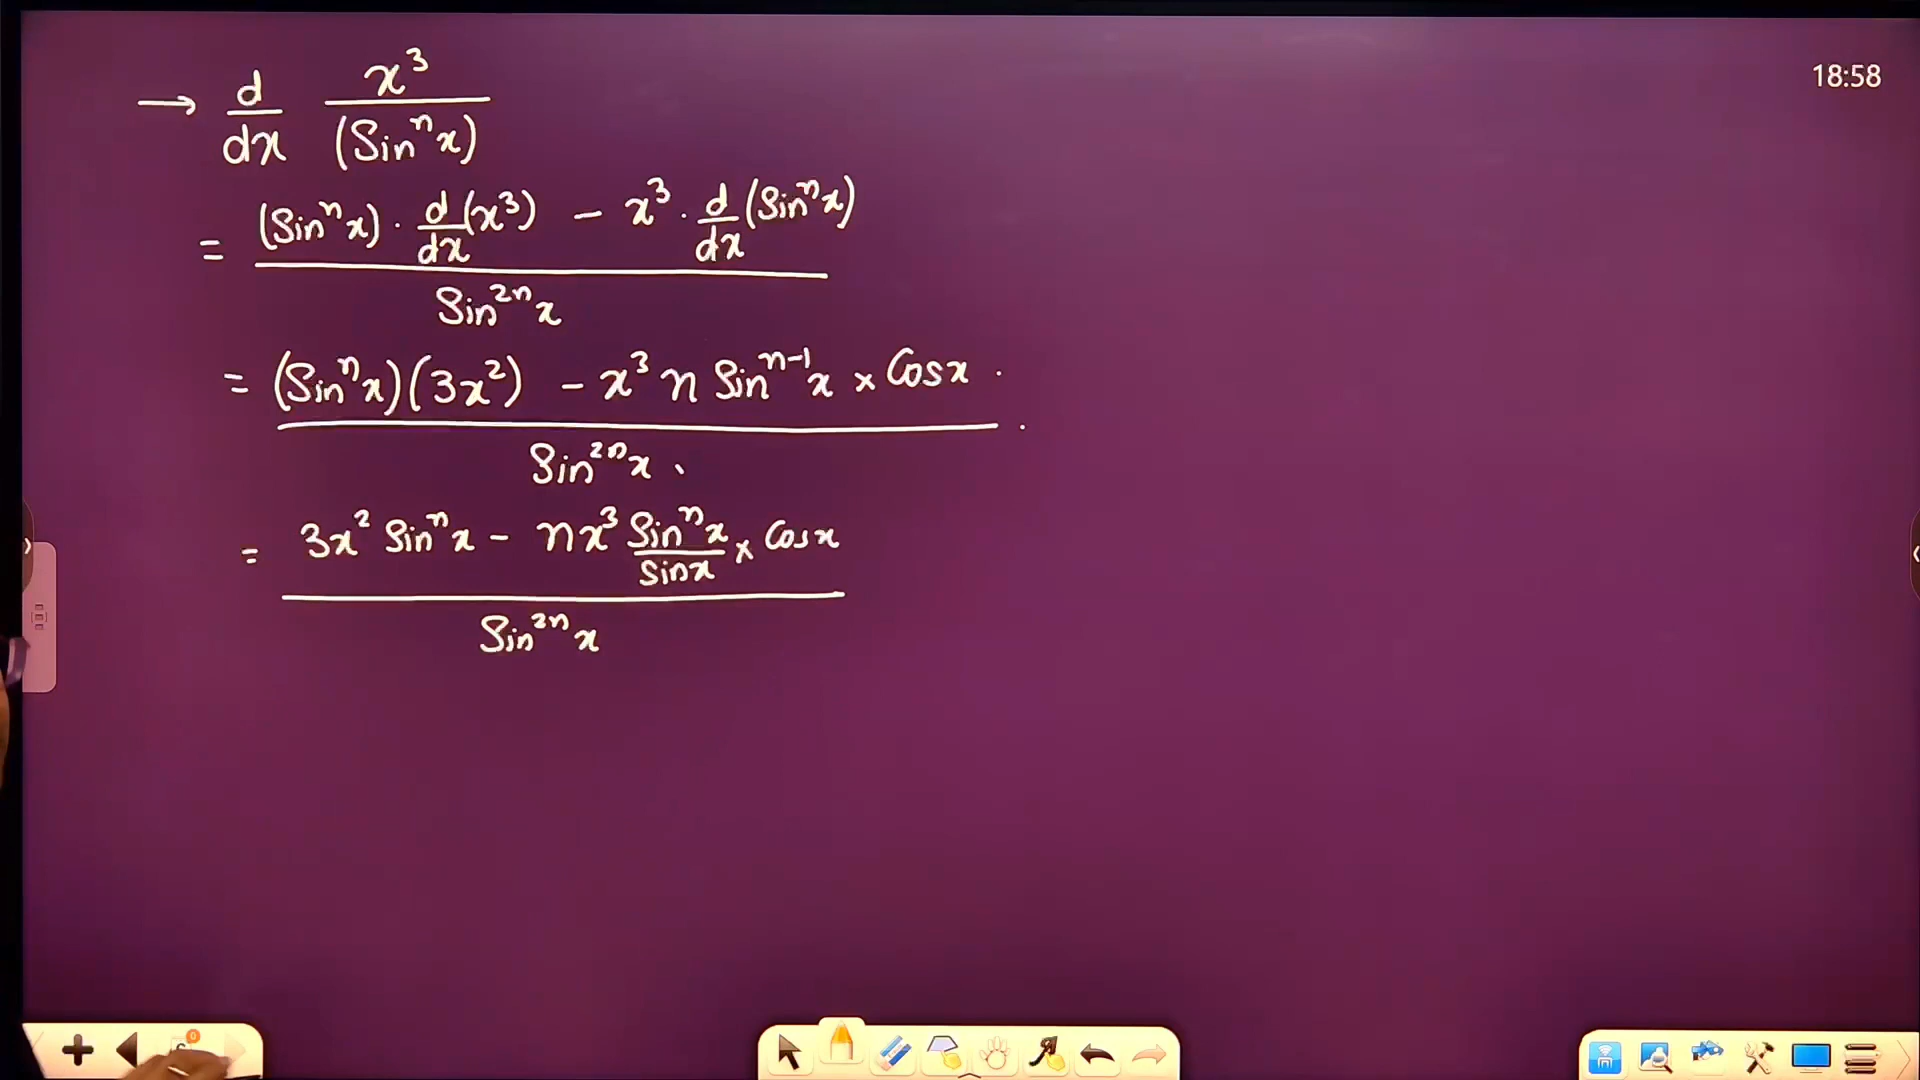 18:58
→ d/dx x³/(Sinⁿx)
= ((Sinⁿx) · d/dx(x³) − x³ · d/dx(Sinⁿx)) / Sin²ⁿx
= ((Sinⁿx)(3x²) − x³ n Sinⁿ⁻¹x × Cosx) / Sin²ⁿx
= (3x² Sinⁿx − nx³ Sinⁿx/Sinx × Cosx) / Sin²ⁿx